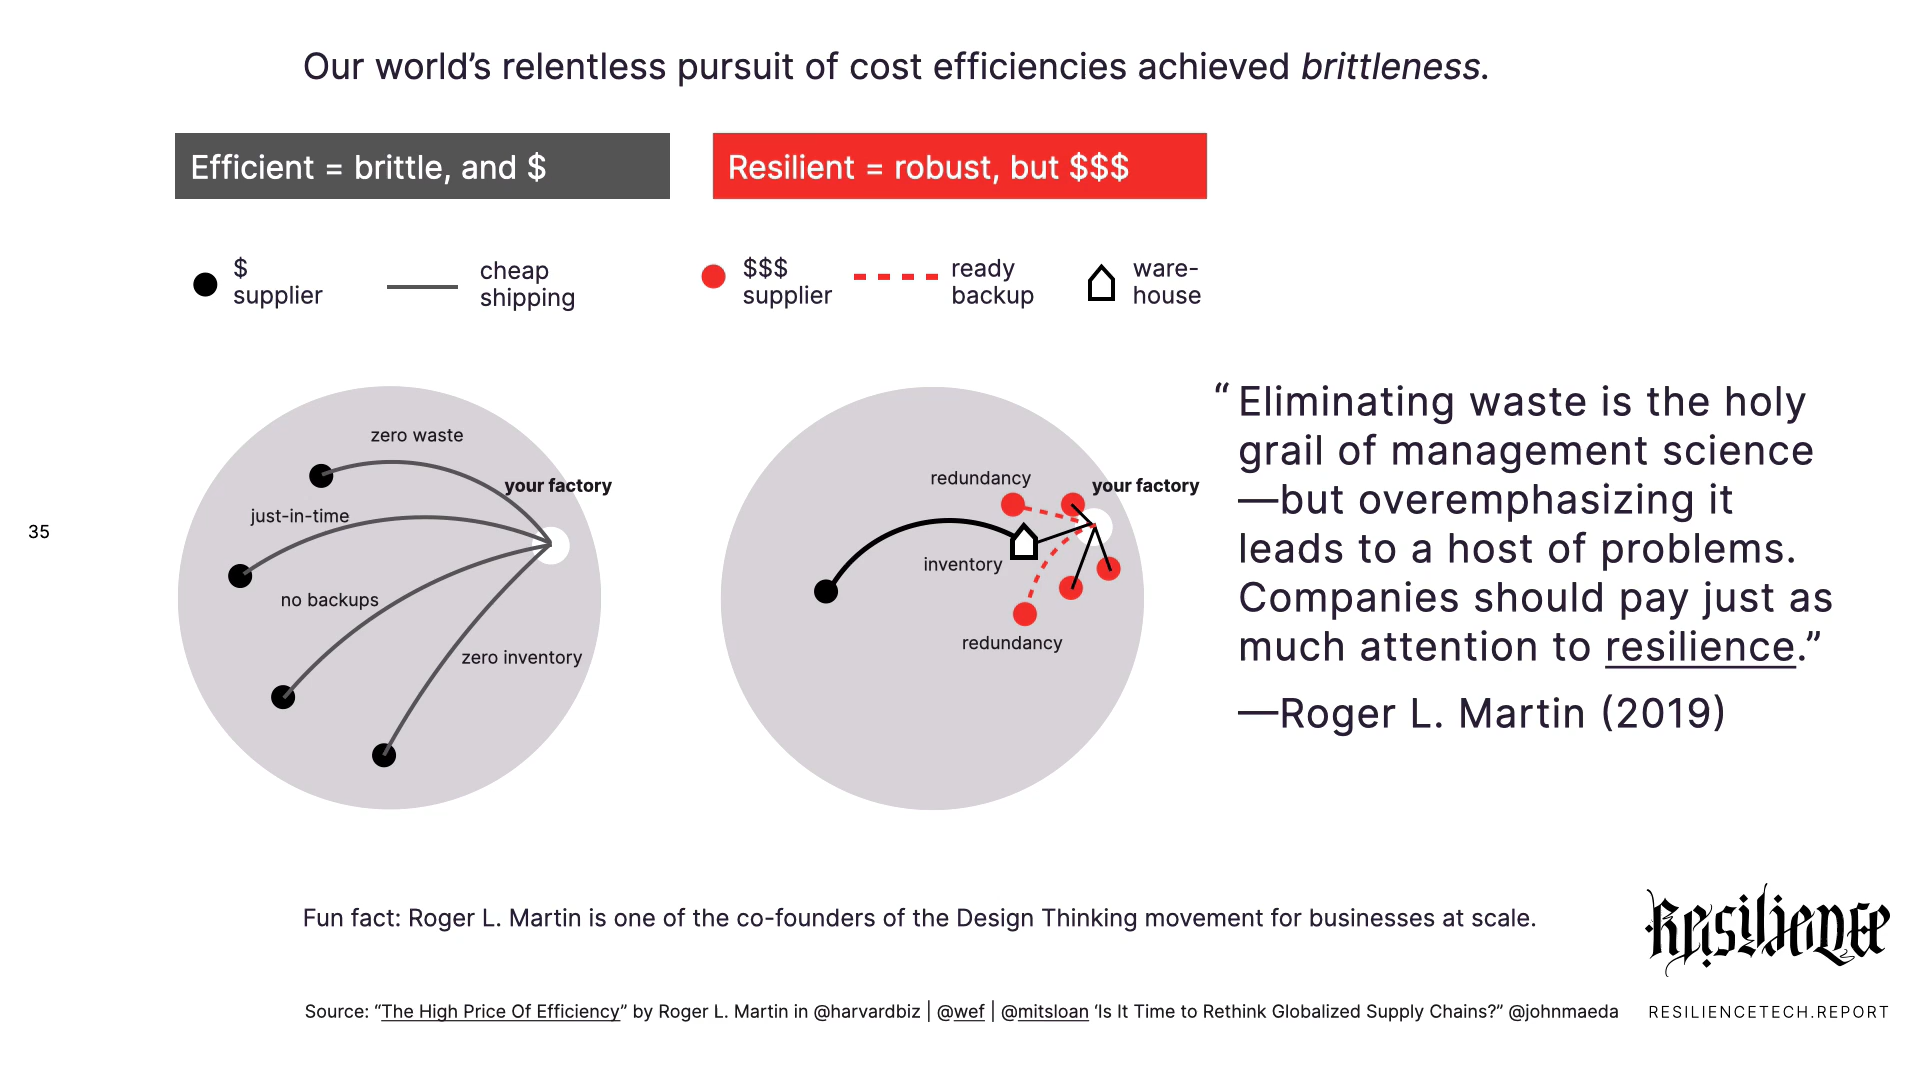 Our world’s relentless pursuit of cost efficiencies achieved brittleness.
Efficient = brittle, and $
Resilient = robust, but $$$
$
supplier
cheap
shipping
$$$
supplier
ready
backup
ware-
house
zero waste
your factory
just-in-time
no backups
zero inventory
redundancy
your factory
inventory
redundancy
“Eliminating waste is the holy
grail of management science
—but overemphasizing it
leads to a host of problems.
Companies should pay just as
much attention to resilience.”
—Roger L. Martin (2019)
35
Fun fact: Roger L. Martin is one of the co-founders of the Design Thinking movement for businesses at scale.
Resilience
Source: “The High Price Of Efficiency” by Roger L. Martin in @harvardbiz | @wef | @mitsloan ‘Is It Time to Rethink Globalized Supply Chains?” @johnmaeda
RESILIENCETECH.REPORT